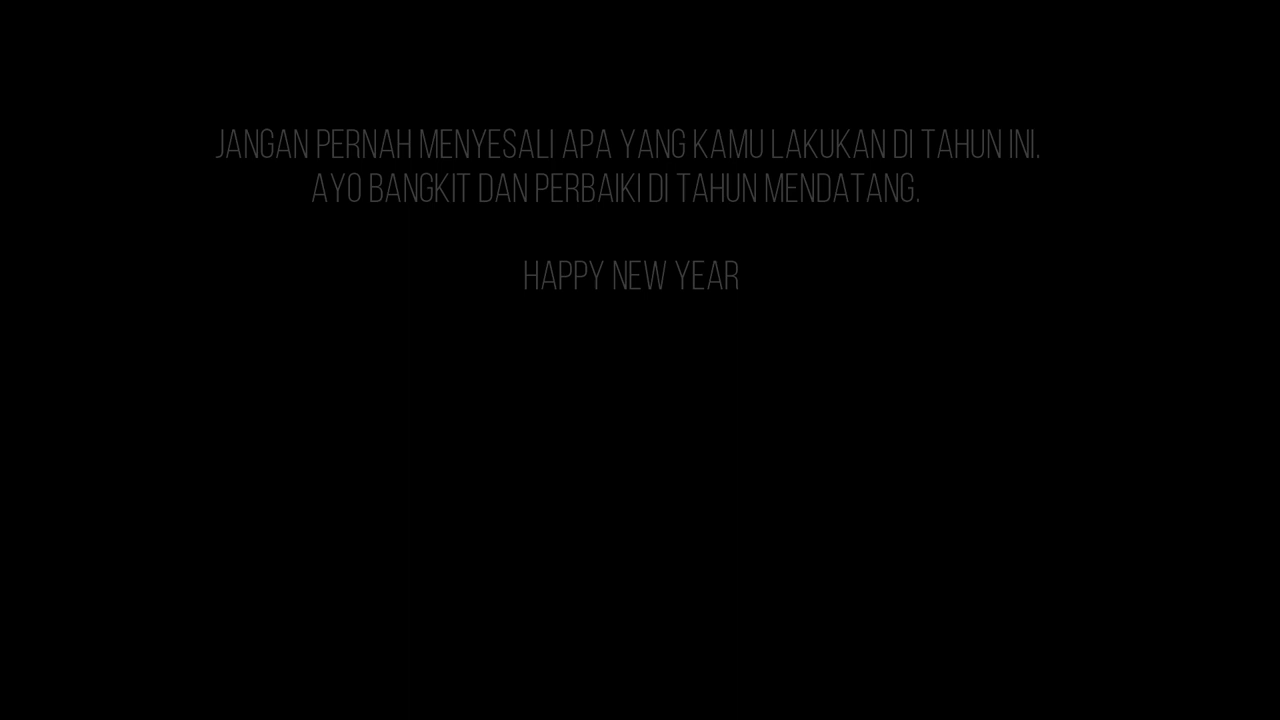 JANGAN PERNAH MENYESALI APA YANG KAMU LAKUKAN DI TAHUN INI.
AYO BANGKIT DAN PERBAIKI DI TAHUN MENDATANG.
HAPPY NEW YEAR